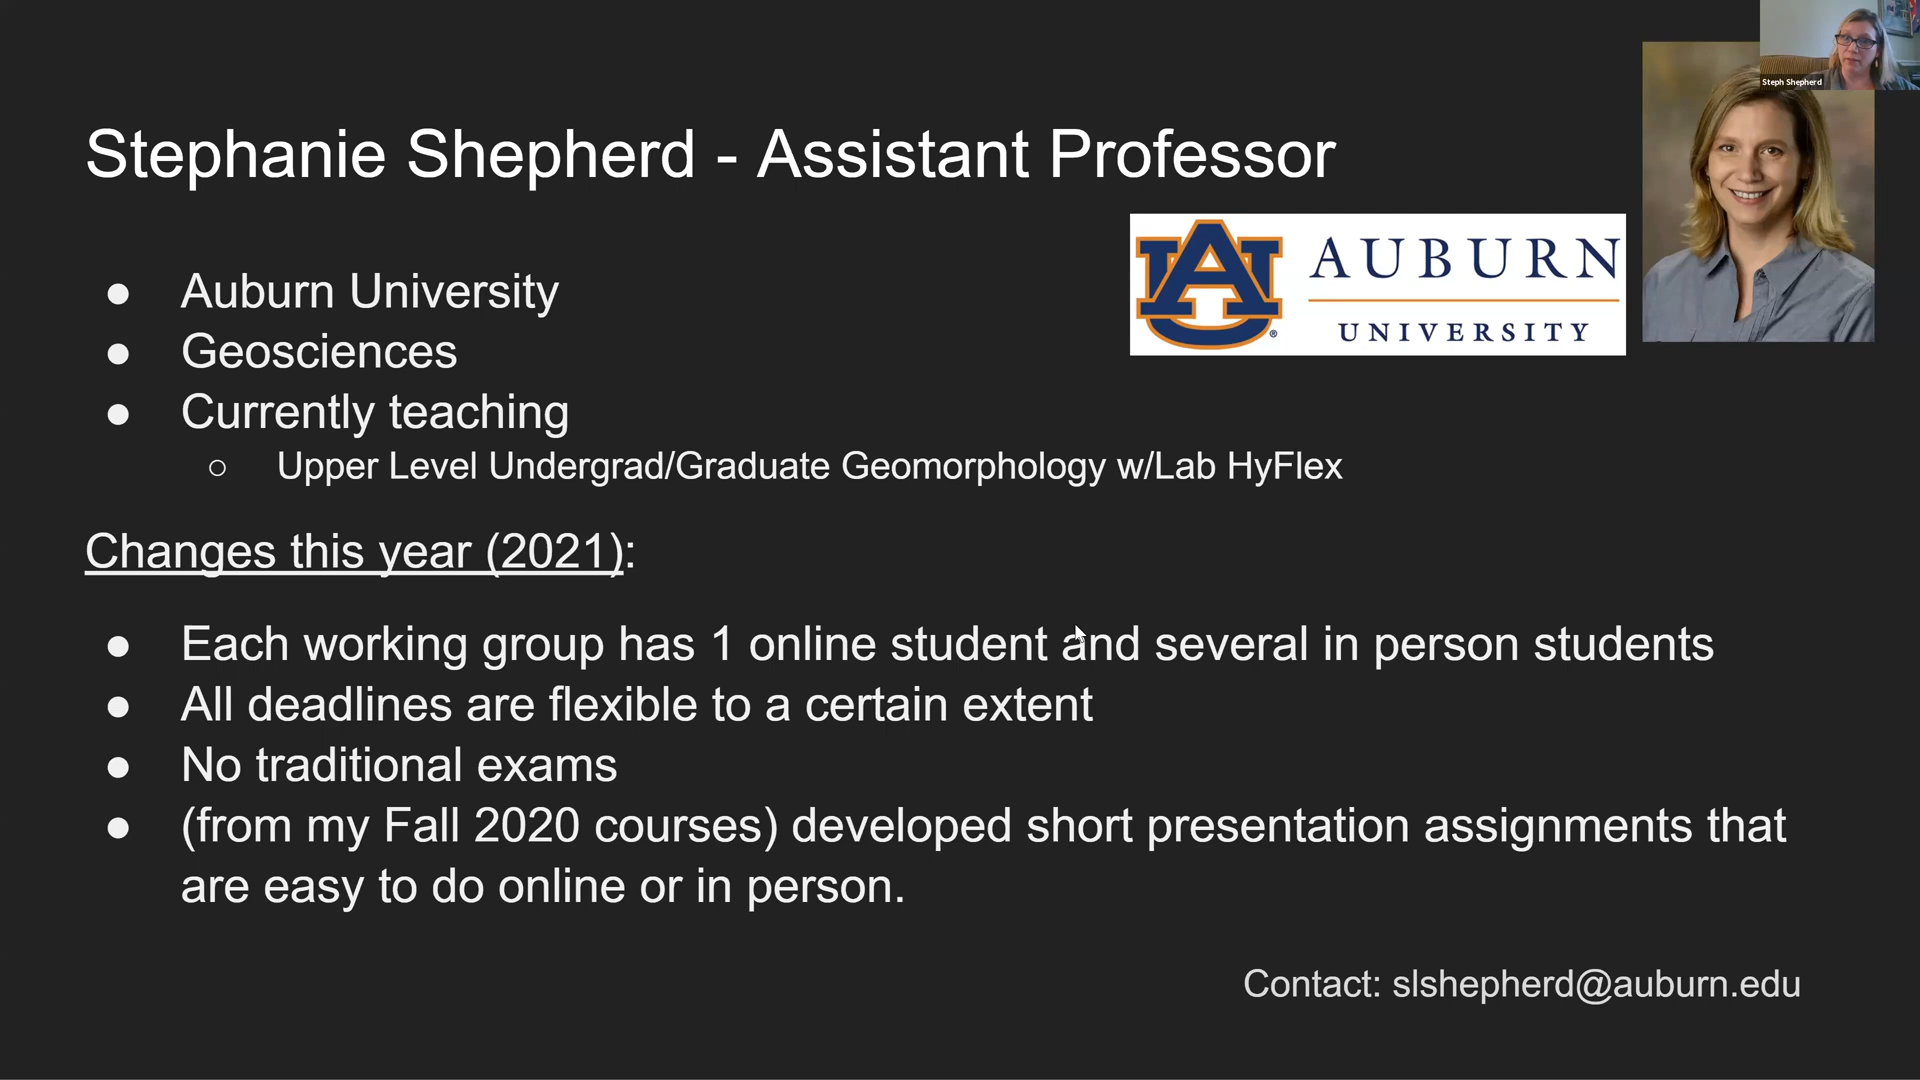 Steph Shepherd
Stephanie Shepherd - Assistant Professor
AUBURN
UNIVERSITY
● Auburn University
● Geosciences
● Currently teaching
○ Upper Level Undergrad/Graduate Geomorphology w/Lab HyFlex
Changes this year (2021):
● Each working group has 1 online student and several in person students
● All deadlines are flexible to a certain extent
● No traditional exams
● (from my Fall 2020 courses) developed short presentation assignments that
are easy to do online or in person.
Contact: slshepherd@auburn.edu